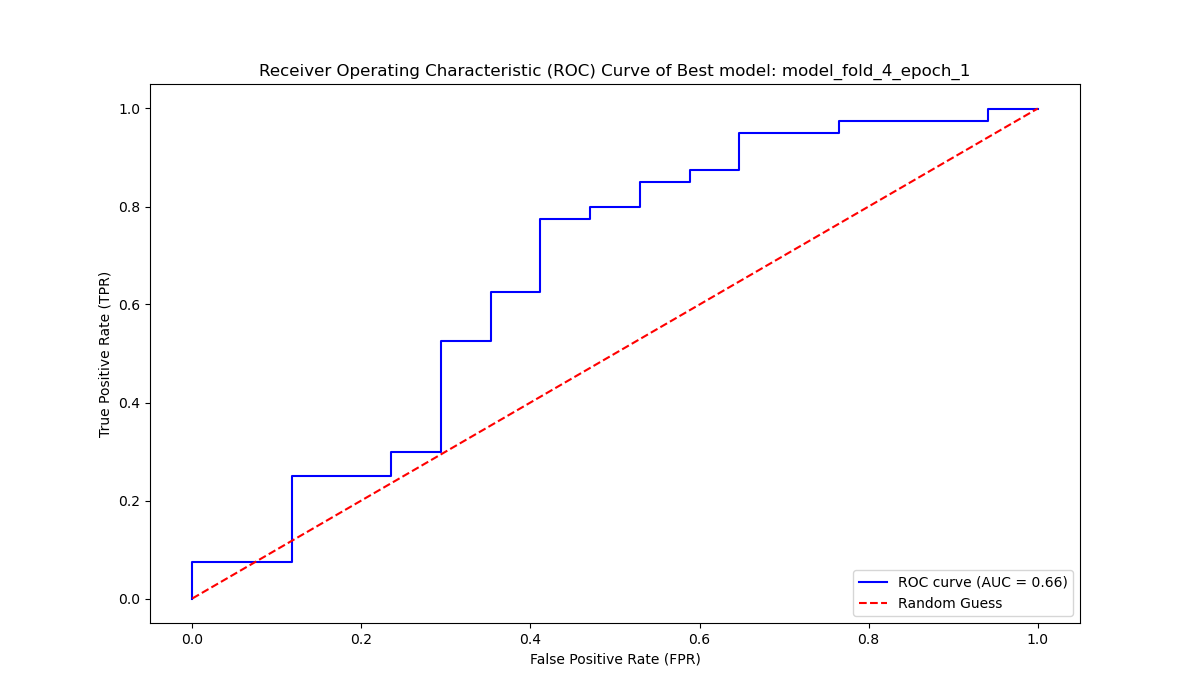 Receiver Operating Characteristic (ROC) Curve of Best model: model_fold_4_epoch_1
True Positive Rate (TPR)
1.0
0.8
0.6
0.4
0.2
0.0
0.0 0.2 0.4 0.6 0.8 1.0
False Positive Rate (FPR)
ROC curve (AUC = 0.66)
Random Guess